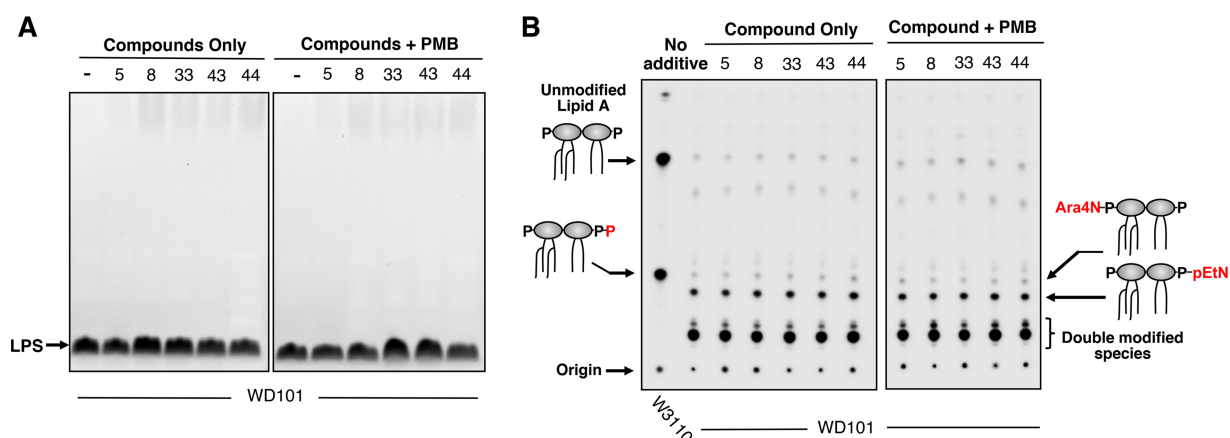 A
Compounds Only
Compounds + PMB
- 5 8 33 43 44
- 5 8 33 43 44
LPS
WD101
B
No
additive
Compound Only
Compound + PMB
5 8 33 43 44
5 8 33 43 44
Unmodified
Lipid A
P P
P P-P
Origin
Ara4N-P P
P P-pEtN
Double modified
species
W3110
WD101